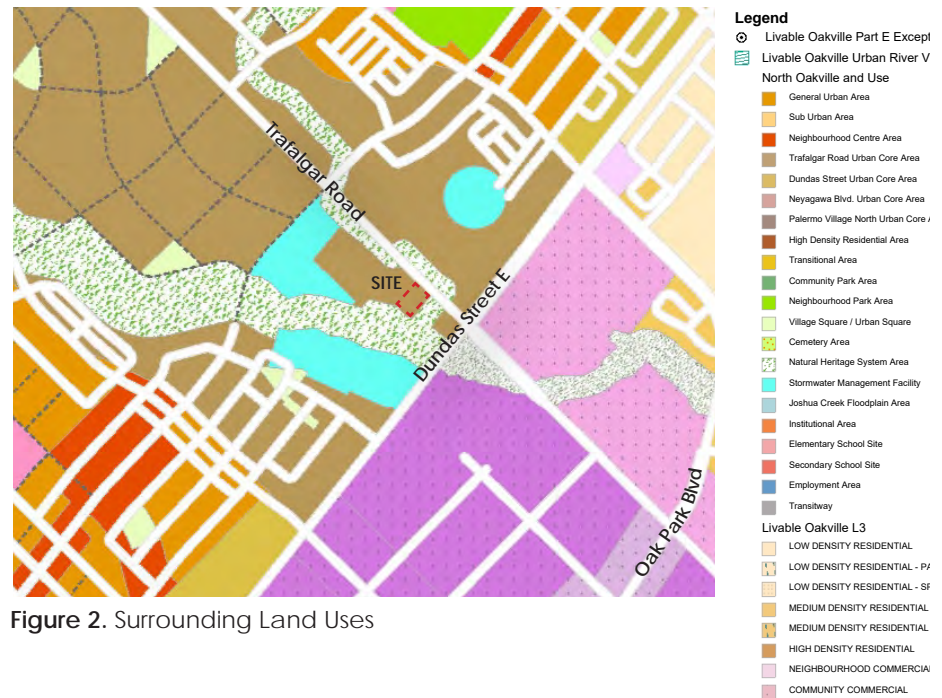 Trafalgar Road
SITE
Dundas Street E
Oak Park Blvd
Figure 2. Surrounding Land Uses
Legend
Livable Oakville Part E
Livable Oakville Urban River
North Oakville and Use
General Urban Area
Sub Urban Area
Neighbourhood Centre Area
Trafalgar Road Urban Core Area
Dundas Street Urban Core Area
Neyagawa Blvd. Urban Core Area
Palermo Village North Urban Core
High Density Residential Area
Transitional Area
Community Park Area
Neighbourhood Park Area
Village Square / Urban Square
Cemetery Area
Natural Heritage System Area
Stormwater Management Facility
Joshua Creek Floodplain Area
Institutional Area
Elementary School Site
Secondary School Site
Employment Area
Transitway
Livable Oakville L3
LOW DENSITY RESIDENTIAL
LOW DENSITY RESIDENTIAL -
LOW DENSITY RESIDENTIAL -
MEDIUM DENSITY RESIDENTIAL
MEDIUM DENSITY RESIDENTIAL
HIGH DENSITY RESIDENTIAL
NEIGHBOURHOOD
COMMUNITY COMMERCIAL